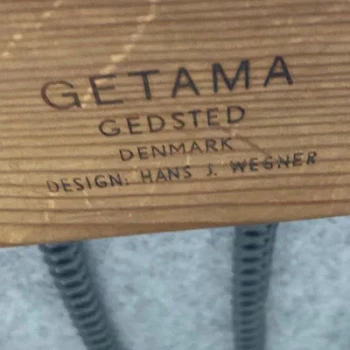 GETAMA
GEDSTED
DENMARK
DESIGN: HANS J. WEGNER